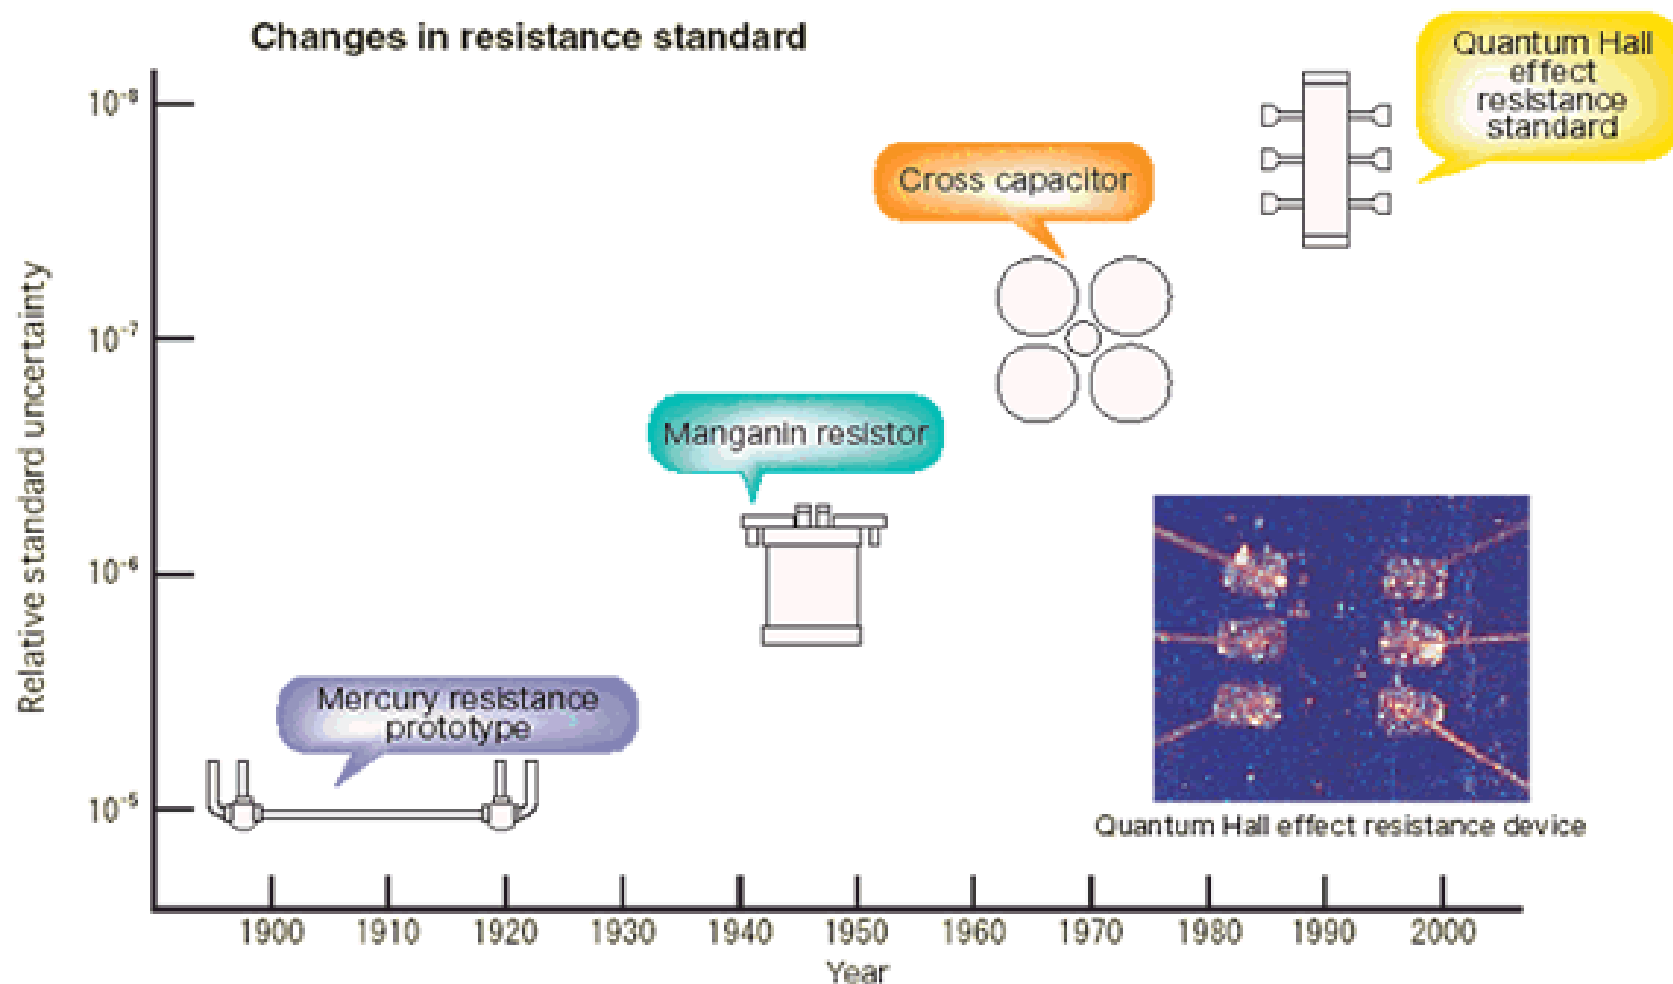 Changes in resistance standard
Quantum Hall
effect
resistance
standard
10⁻⁸
Cross capacitor
10⁻⁷
Manganin resistor
10⁻⁶
Mercury resistance
prototype
10⁻⁵
Relative standard uncertainty
Quantum Hall effect resistance device
1900 1910 1920 1930 1940 1950 1960 1970 1980 1990 2000
Year